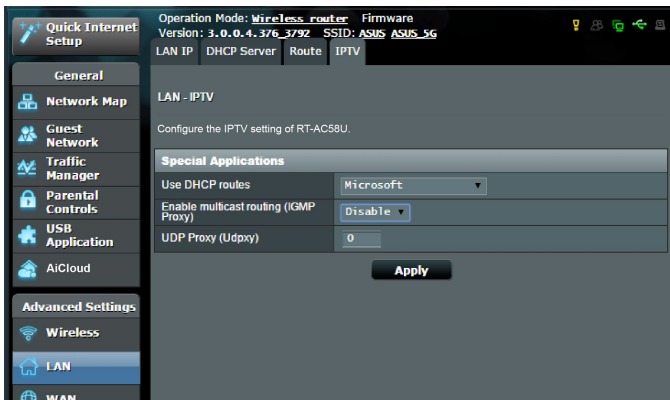 Quick Internet
Setup
Operation Mode: Wireless router Firmware
Version: 3.0.0.4.376_3792 SSID: ASUS ASUS_5G
LAN IP DHCP Server Route IPTV
General
Network Map
Guest
Network
Traffic
Manager
Parental
Controls
USB
Application
AiCloud
Advanced Settings
Wireless
LAN
WAN
LAN - IPTV
Configure the IPTV setting of RT-AC58U.
Special Applications
Use DHCP routes Microsoft
Enable multicast routing (IGMP
Proxy) Disable
UDP Proxy (Udpxy) 0
Apply